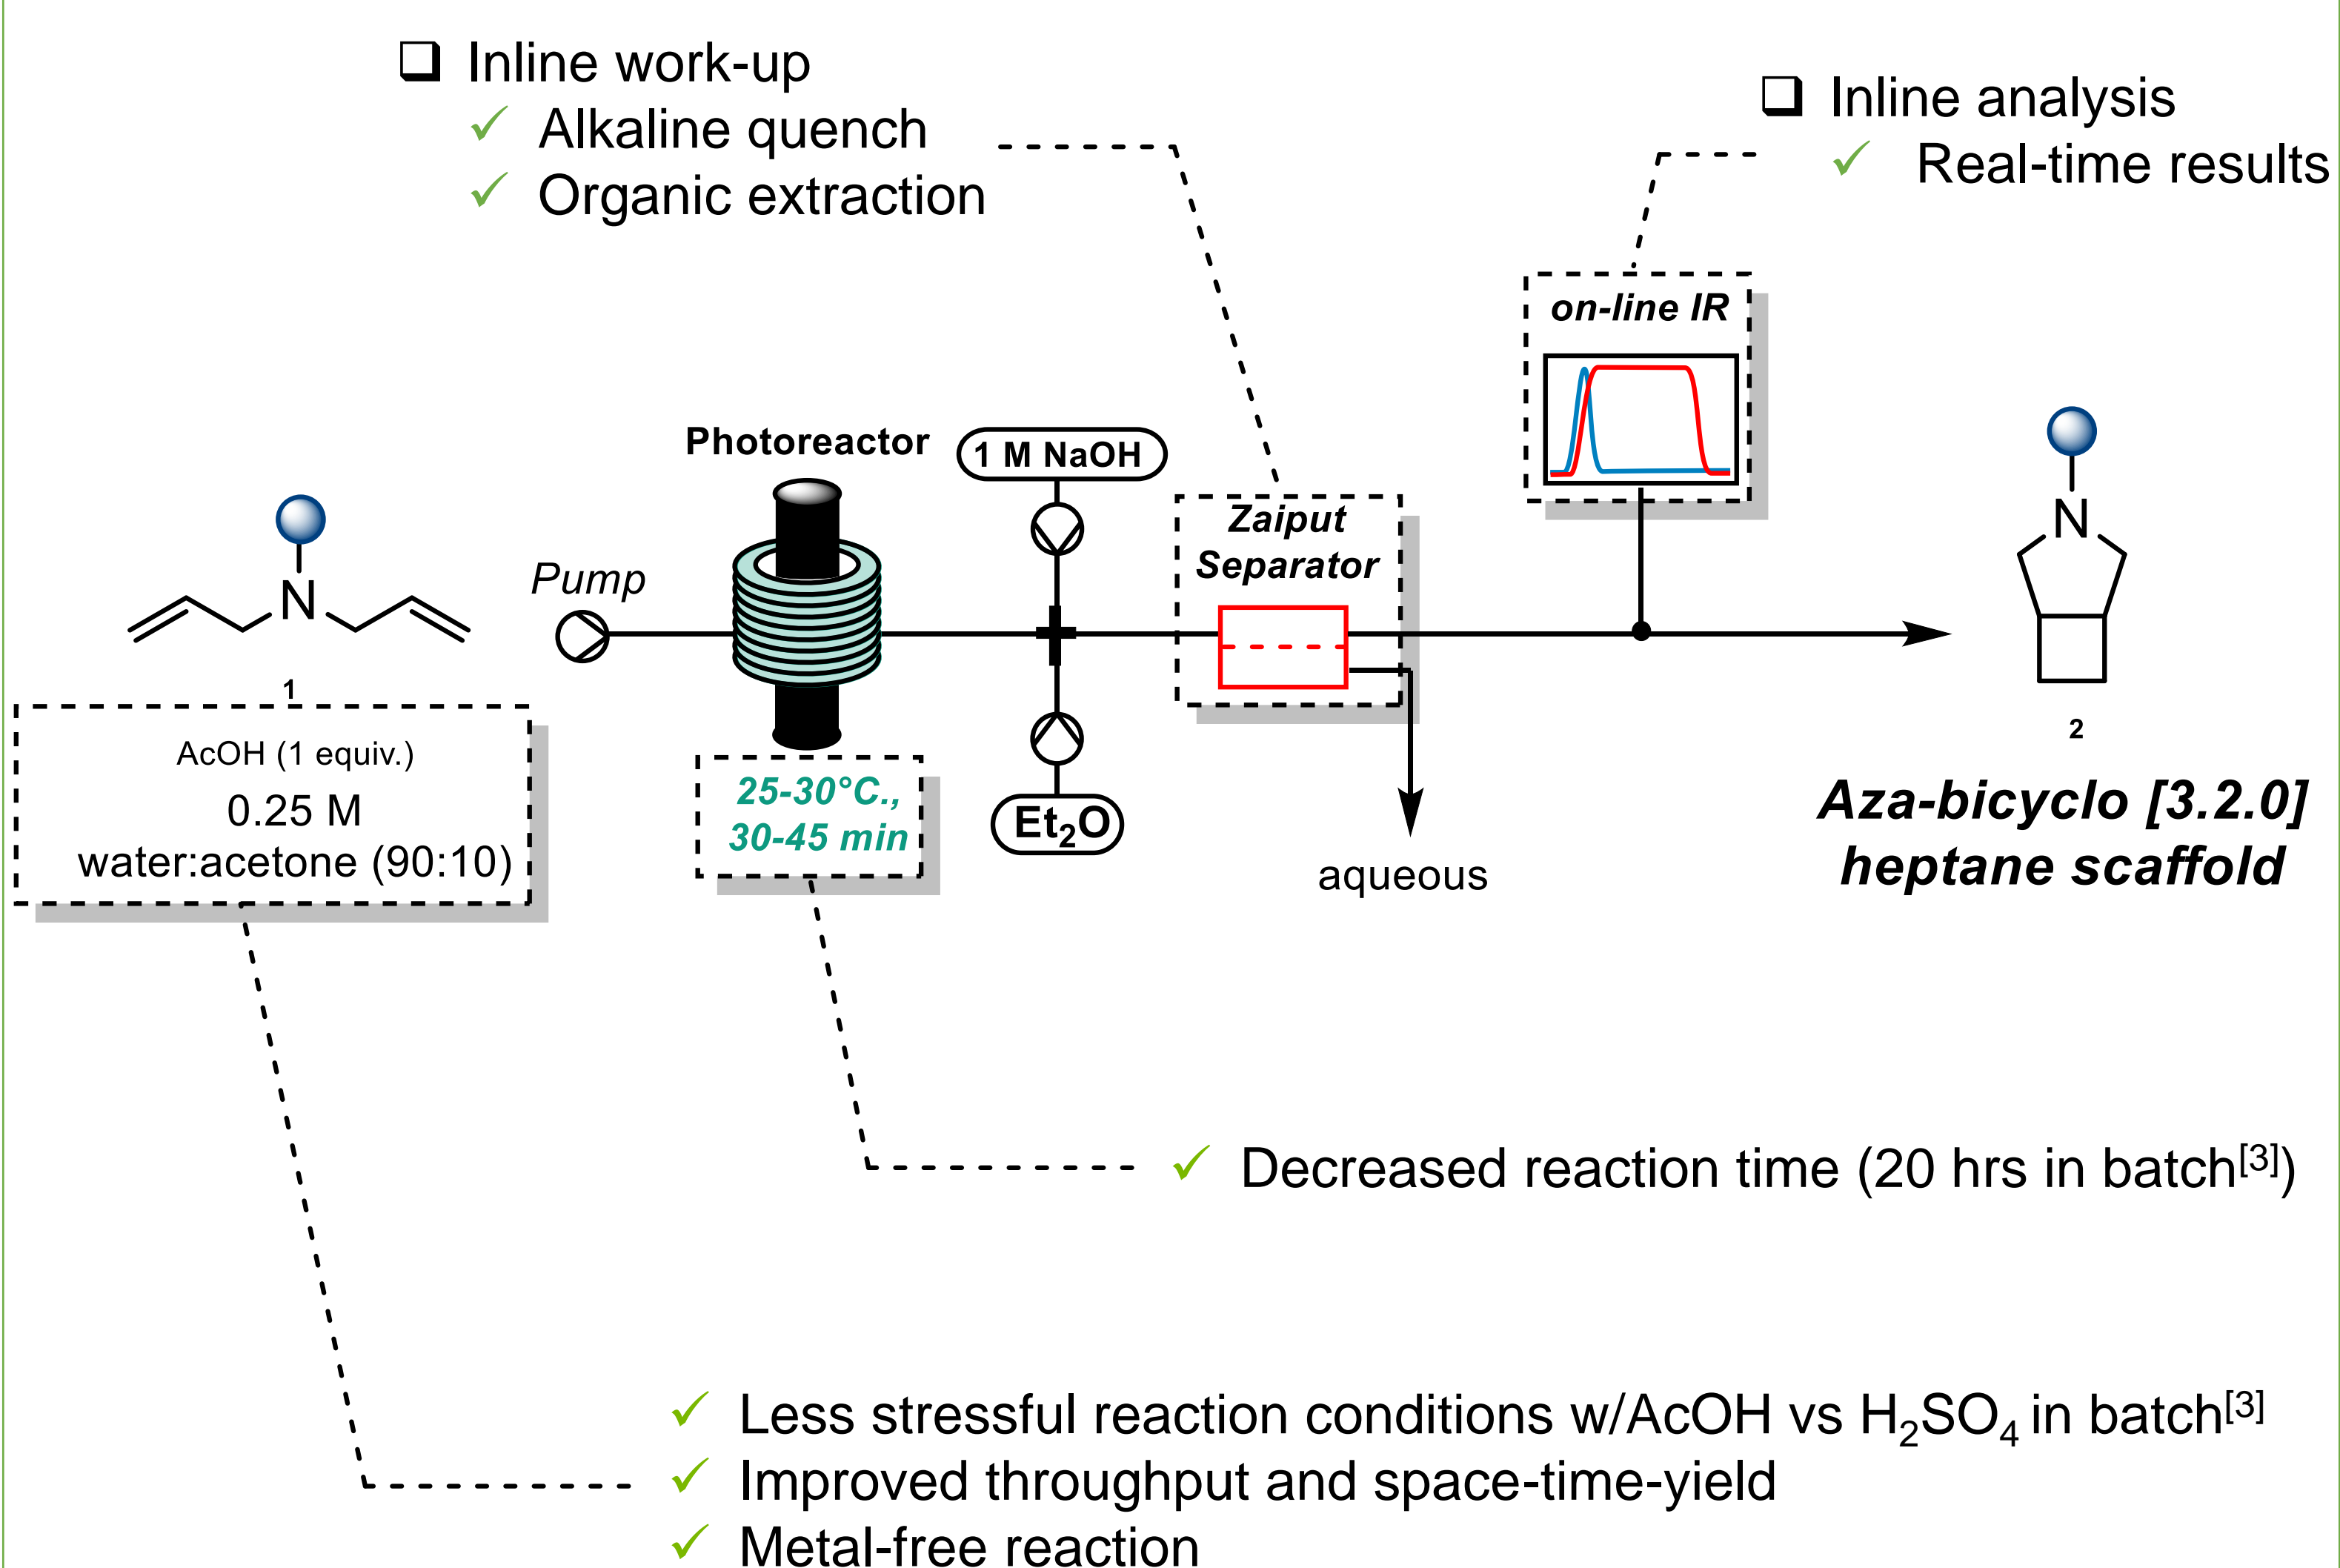 Inline work-up
Alkaline quench
Organic extraction
Inline analysis
Real-time results
on-line IR
Photoreactor
1 M NaOH
Zaiput
Separator
Pump
N
1
AcOH (1 equiv.)
0.25 M
water:acetone (90:10)
25-30°C.,
30-45 min
Et₂O
aqueous
N
2
Aza-bicyclo [3.2.0]
heptane scaffold
Decreased reaction time (20 hrs in batch[3])
Less stressful reaction conditions w/AcOH vs H₂SO₄ in batch[3]
Improved throughput and space-time-yield
Metal-free reaction